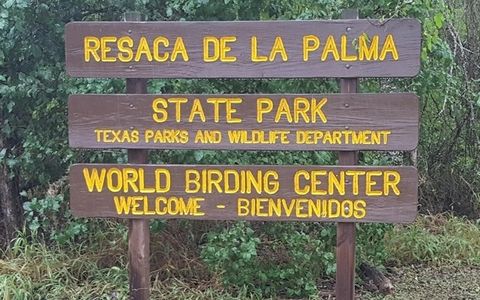 RESACA DE LA PALMA
STATE PARK
TEXAS PARKS AND WILDLIFE DEPARTMENT
WORLD BIRDING CENTER
WELCOME - BIENVENIDOS